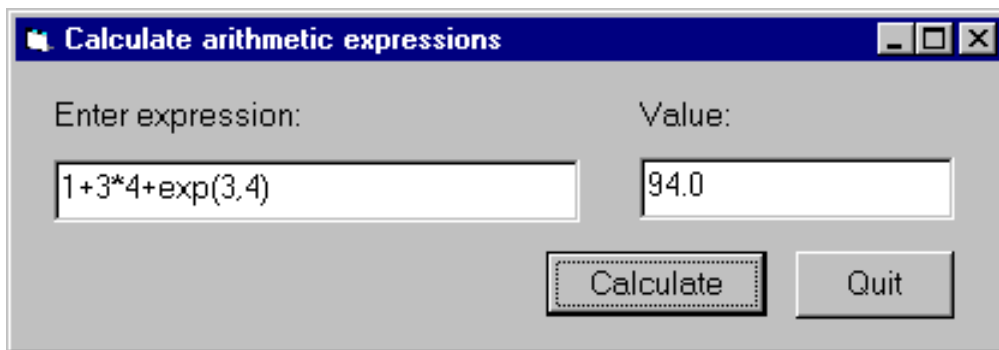 Calculate arithmetic expressions
Enter expression: Value:
1+3*4+exp(3,4) 94.0
Calculate Quit